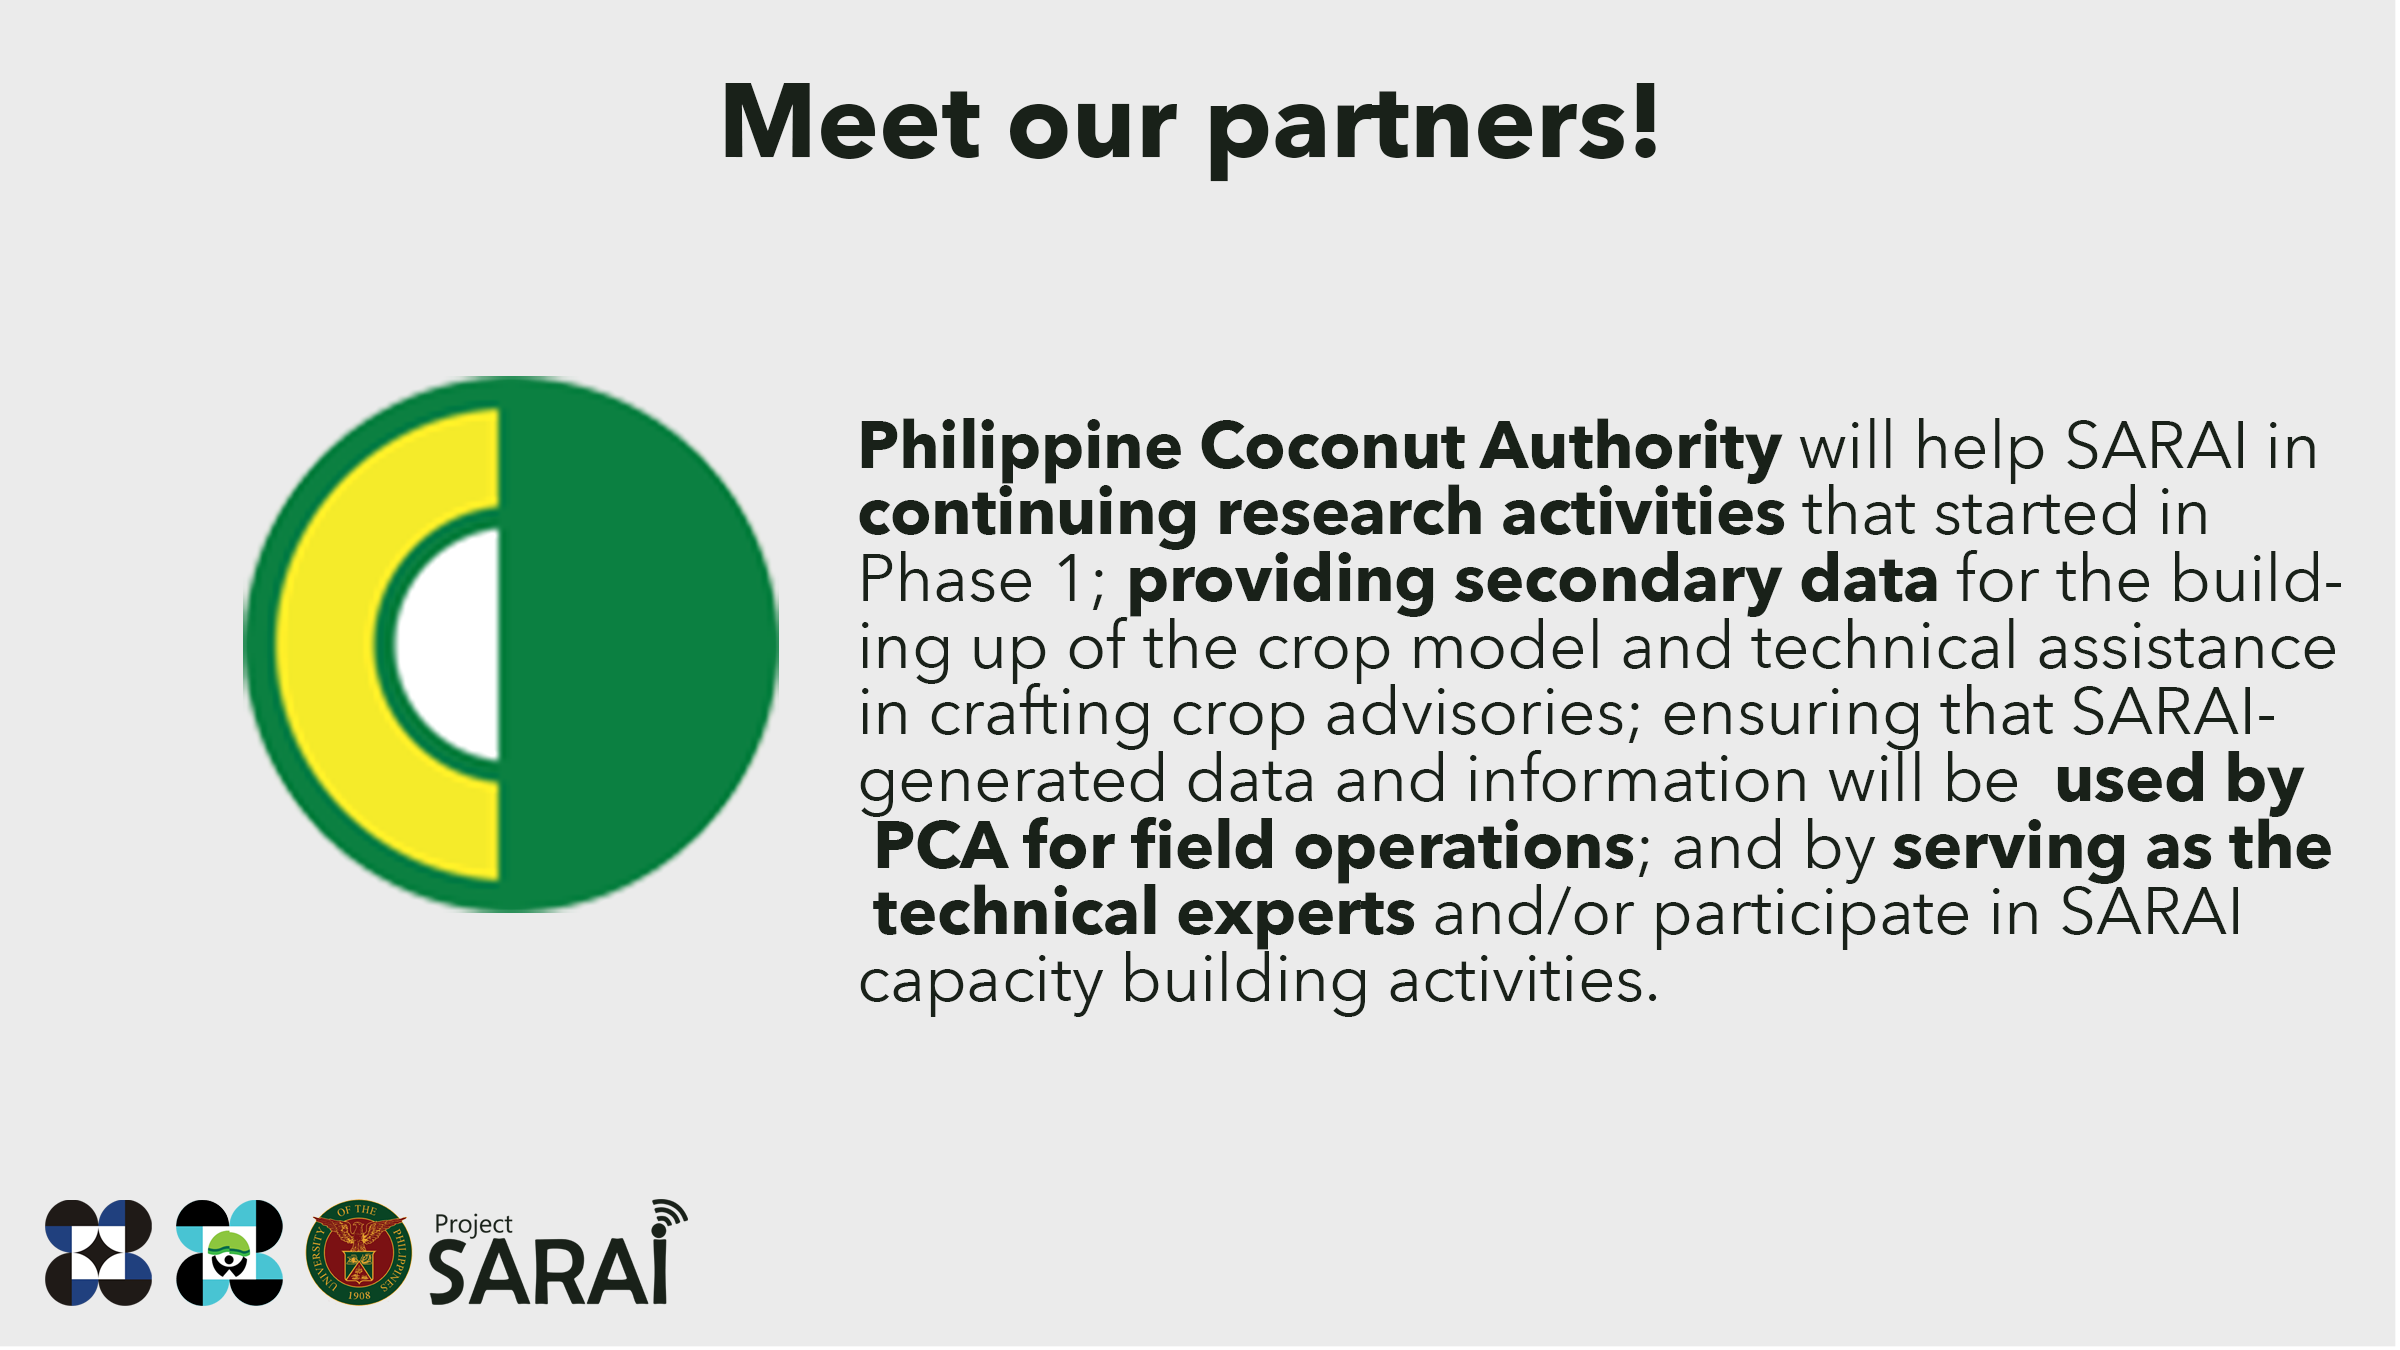 Meet our partners!
Philippine Coconut Authority will help SARAI in
continuing research activities that started in
Phase 1; providing secondary data for the build-
ing up of the crop model and technical assistance
in crafting crop advisories; ensuring that SARAI-
generated data and information will be used by
PCA for field operations; and by serving as the
technical experts and/or participate in SARAI
capacity building activities.
UNIVERSITY OF THE PHILIPPINES
1908
Project
SARAI